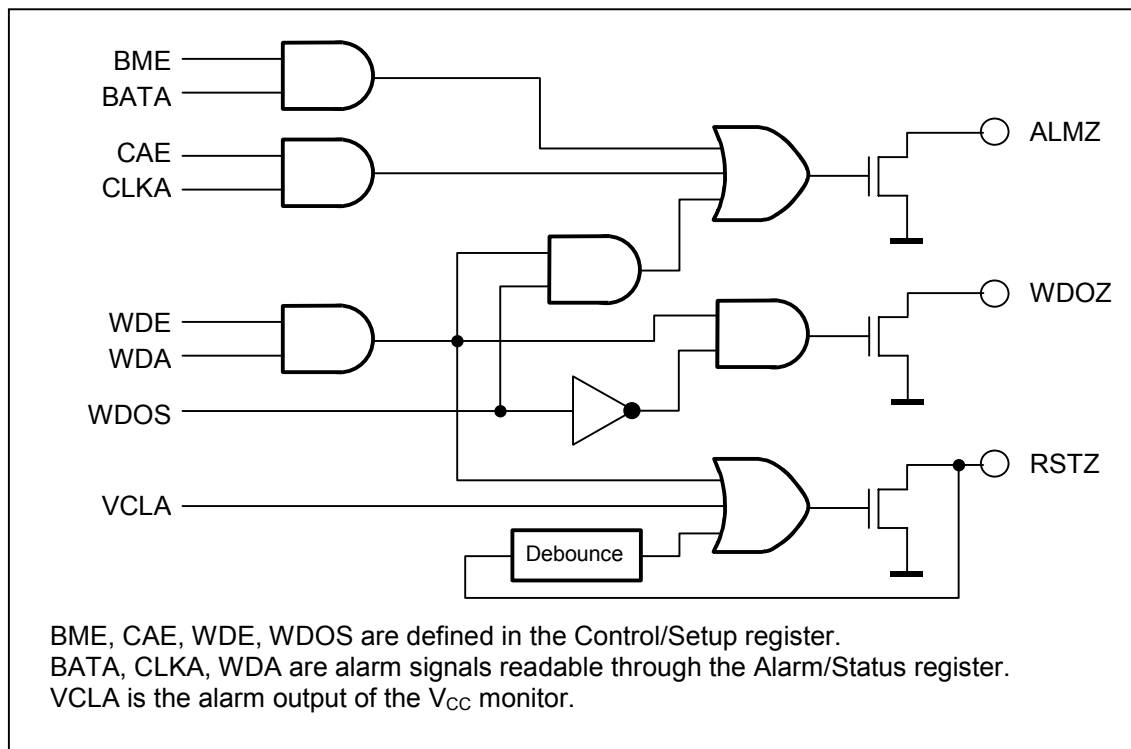 BME
BATA
CAE
CLKA
ALMZ
WDE
WDA
WDOZ
WDOS
VCLA
RSTZ
Debounce
BME, CAE, WDE, WDOS are defined in the Control/Setup register.
BATA, CLKA, WDA are alarm signals readable through the Alarm/Status register.
VCLA is the alarm output of the VCC monitor.